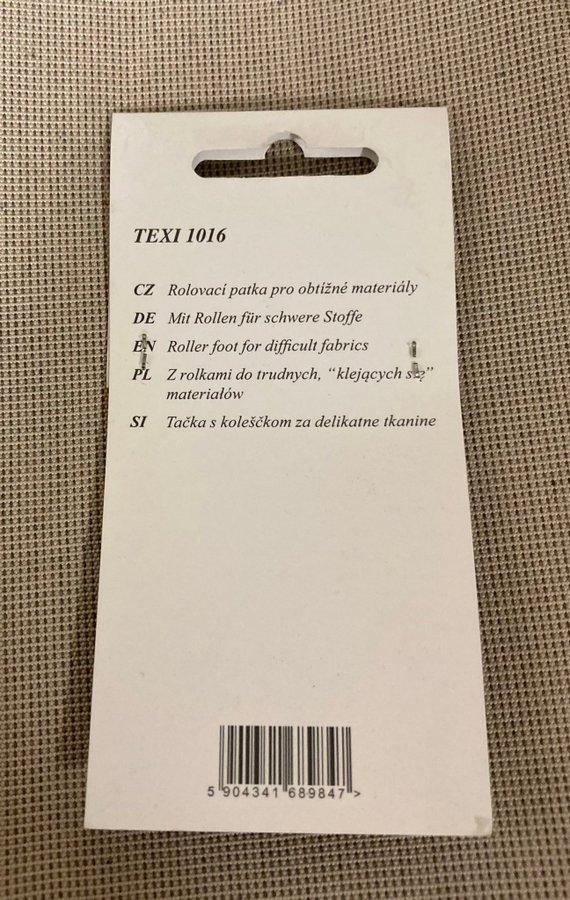 TEXI 1016
CZ Rolovací patka pro obtížné materiály
DE Mit Rollen für schwere Stoffe
EN Roller foot for difficult fabrics
PL Z rolkami do trudnych, “klejących się”
materiałów
SI Tačka s koleščkom za delikatne tkanine
5 904341 689847 >